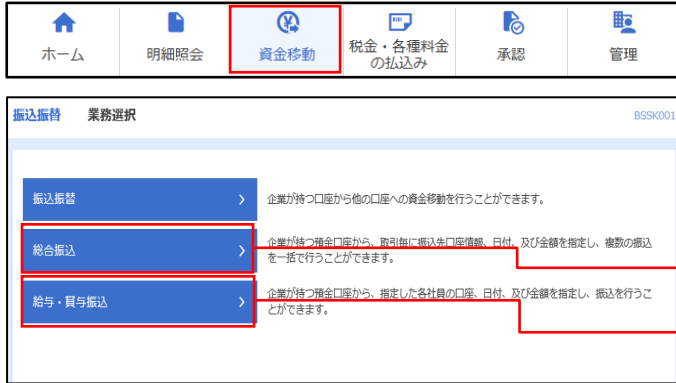 ホーム
明細照会
資金移動
税金・各種料金
の払込み
承認
管理
振込振替 業務選択 BSSK001
振込振替
企業が持つ口座から他の口座への資金移動を行うことができます。
総合振込
企業が持つ預金口座から、取引毎に振込先口座情報、日付、及び金額を指定し、複数の振込
を一括で行うことができます。
給与・賞与振込
企業が持つ預金口座から、指定した各社員の口座、日付、及び金額を指定し、振込を行うこ
とができます。